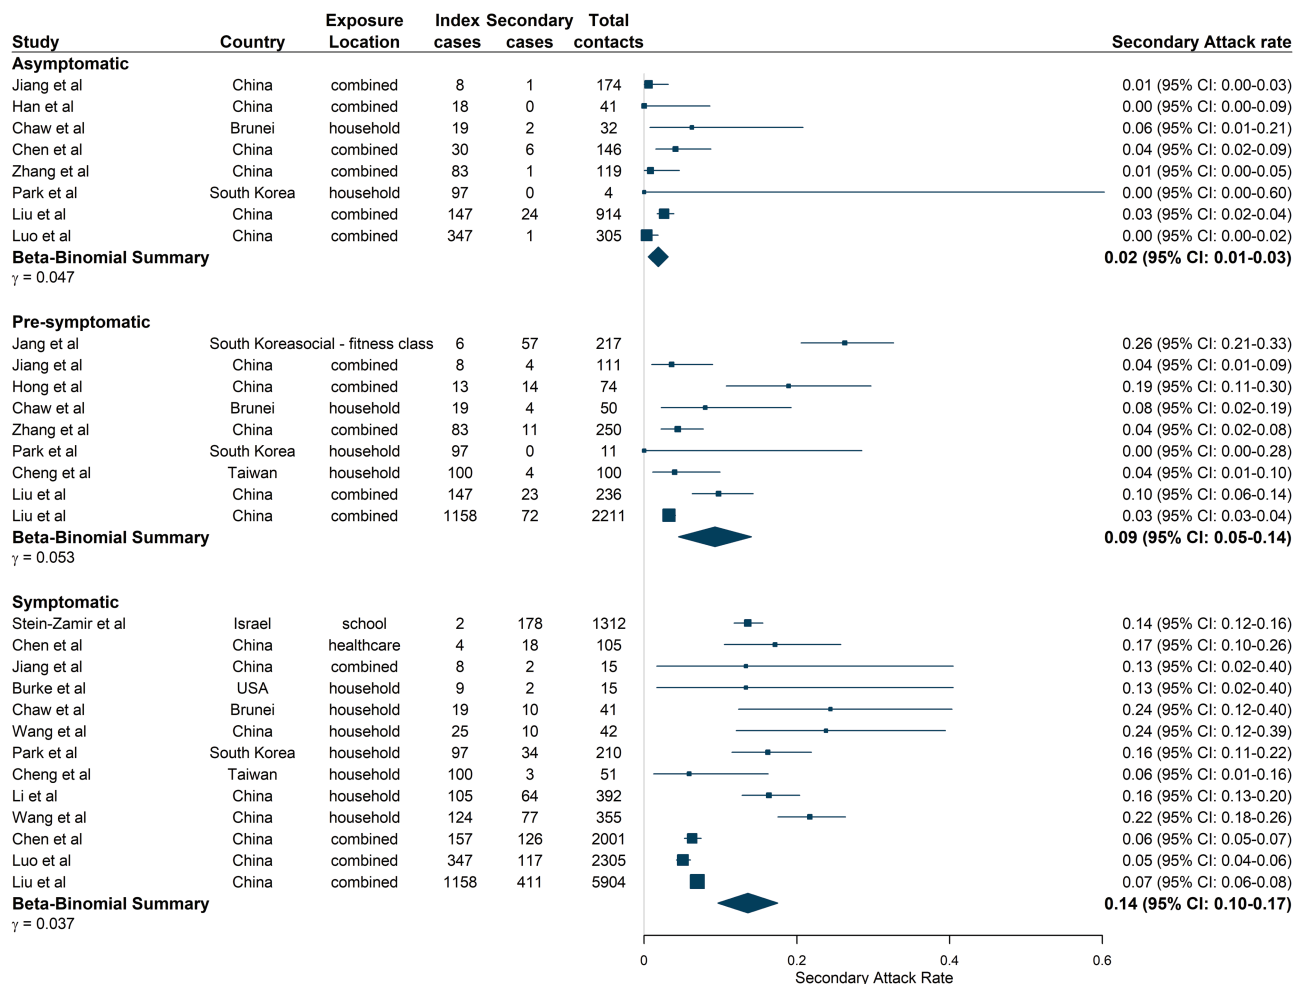 Exposure Index Secondary Total
Study Country Location cases cases contacts Secondary Attack rate
Asymptomatic
Jiang et al China combined 8 1 174 0.01 (95% CI: 0.00-0.03)
Han et al China combined 18 0 41 0.00 (95% CI: 0.00-0.09)
Chaw et al Brunei household 19 2 32 0.06 (95% CI: 0.01-0.21)
Chen et al China combined 30 6 146 0.04 (95% CI: 0.02-0.09)
Zhang et al China combined 83 1 119 0.01 (95% CI: 0.00-0.05)
Park et al South Korea household 97 0 4 0.00 (95% CI: 0.00-0.60)
Liu et al China combined 147 24 914 0.03 (95% CI: 0.02-0.04)
Luo et al China combined 347 1 305 0.00 (95% CI: 0.00-0.02)
Beta-Binomial Summary 0.02 (95% CI: 0.01-0.03)
γ = 0.047
Pre-symptomatic
Jang et al South Koreasocial - fitness class 6 57 217 0.26 (95% CI: 0.21-0.33)
Jiang et al China combined 8 4 111 0.04 (95% CI: 0.01-0.09)
Hong et al China combined 13 14 74 0.19 (95% CI: 0.11-0.30)
Chaw et al Brunei household 19 4 50 0.08 (95% CI: 0.02-0.19)
Zhang et al China combined 83 11 250 0.04 (95% CI: 0.02-0.08)
Park et al South Korea household 97 0 11 0.00 (95% CI: 0.00-0.28)
Cheng et al Taiwan household 100 4 100 0.04 (95% CI: 0.01-0.10)
Liu et al China combined 147 23 236 0.10 (95% CI: 0.06-0.14)
Liu et al China combined 1158 72 2211 0.03 (95% CI: 0.03-0.04)
Beta-Binomial Summary 0.09 (95% CI: 0.05-0.14)
γ = 0.053
Symptomatic
Stein-Zamir et al Israel school 2 178 1312 0.14 (95% CI: 0.12-0.16)
Chen et al China healthcare 4 18 105 0.17 (95% CI: 0.10-0.26)
Jiang et al China combined 8 2 15 0.13 (95% CI: 0.02-0.40)
Burke et al USA household 9 2 15 0.13 (95% CI: 0.02-0.40)
Chaw et al Brunei household 19 10 41 0.24 (95% CI: 0.12-0.40)
Wang et al China household 25 10 42 0.24 (95% CI: 0.12-0.39)
Park et al South Korea household 97 34 210 0.16 (95% CI: 0.11-0.22)
Cheng et al Taiwan household 100 3 51 0.06 (95% CI: 0.01-0.16)
Li et al China household 105 64 392 0.16 (95% CI: 0.13-0.20)
Wang et al China household 124 77 355 0.22 (95% CI: 0.18-0.26)
Chen et al China combined 157 126 2001 0.06 (95% CI: 0.05-0.07)
Luo et al China combined 347 117 2305 0.05 (95% CI: 0.04-0.06)
Liu et al China combined 1158 411 5904 0.07 (95% CI: 0.06-0.08)
Beta-Binomial Summary 0.14 (95% CI: 0.10-0.17)
γ = 0.037
0 0.2 0.4 0.6
Secondary Attack Rate